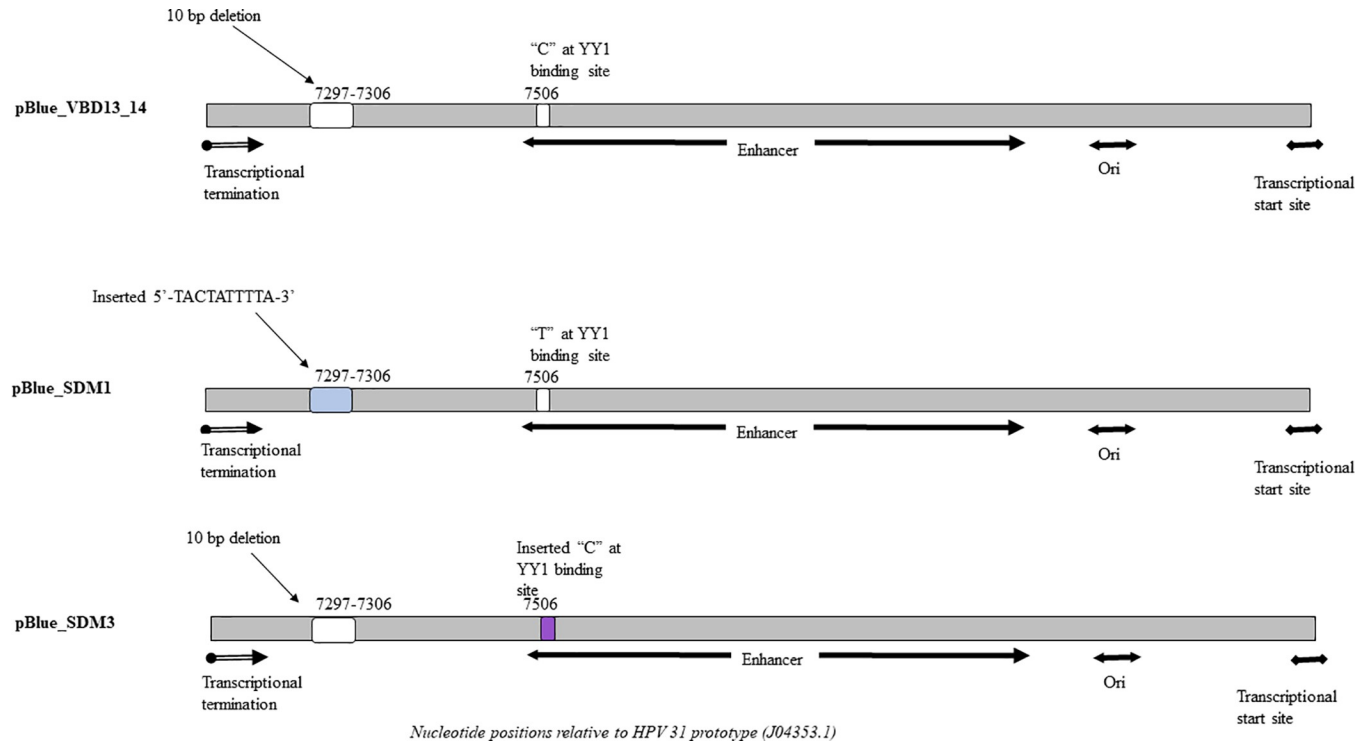 10 bp deletion
"C" at YY1
binding site
7297-7306
7506
pBlue_VBD13_14
Enhancer
Transcriptional
termination
Ori
Transcriptional
start site
Inserted 5'-TACTATTTTA-3'
"T" at YY1
binding site
7297-7306
7506
pBlue_SDM1
Enhancer
Transcriptional
termination
Ori
Transcriptional
start site
10 bp deletion
Inserted "C" at
YY1 binding
site
7297-7306
7506
pBlue_SDM3
Enhancer
Transcriptional
termination
Ori
Transcriptional
start site
Nucleotide positions relative to HPV 31 prototype (J04353.1)